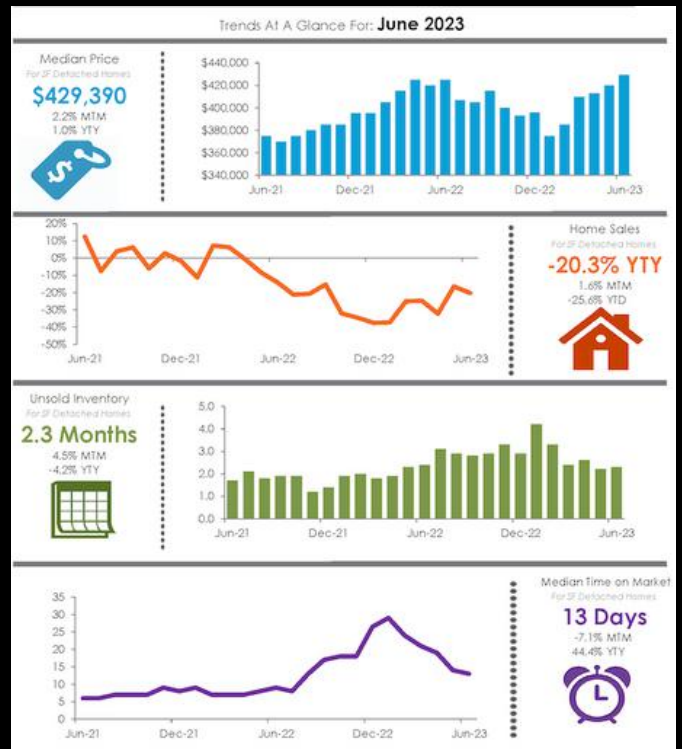 Trends At A Glance For: June 2023
Median Price
For SF Detached Homes
$429,390
2.2% MTM
1.0% YTY
$
$440,000
$420,000
$400,000
$380,000
$360,000
$340,000
Jun-21 Dec-21 Jun-22 Dec-22 Jun-23
20%
10%
0%
-10%
-20%
-30%
-40%
-50%
Jun-21 Dec-21 Jun-22 Dec-22 Jun-23
Home Sales
For SF Detached Homes
-20.3% YTY
1.6% MTM
-25.6% YTD
Unsold Inventory
For SF Detached Homes
2.3 Months
4.5% MTM
-4.2% YTY
5.0
4.0
3.0
2.0
1.0
0.0
Jun-21 Dec-21 Jun-22 Dec-22 Jun-23
35
30
25
20
15
10
5
0
Jun-21 Dec-21 Jun-22 Dec-22 Jun-23
Median Time on Market
For SF Detached Homes
13 Days
-7.1% MTM
44.4% YTY